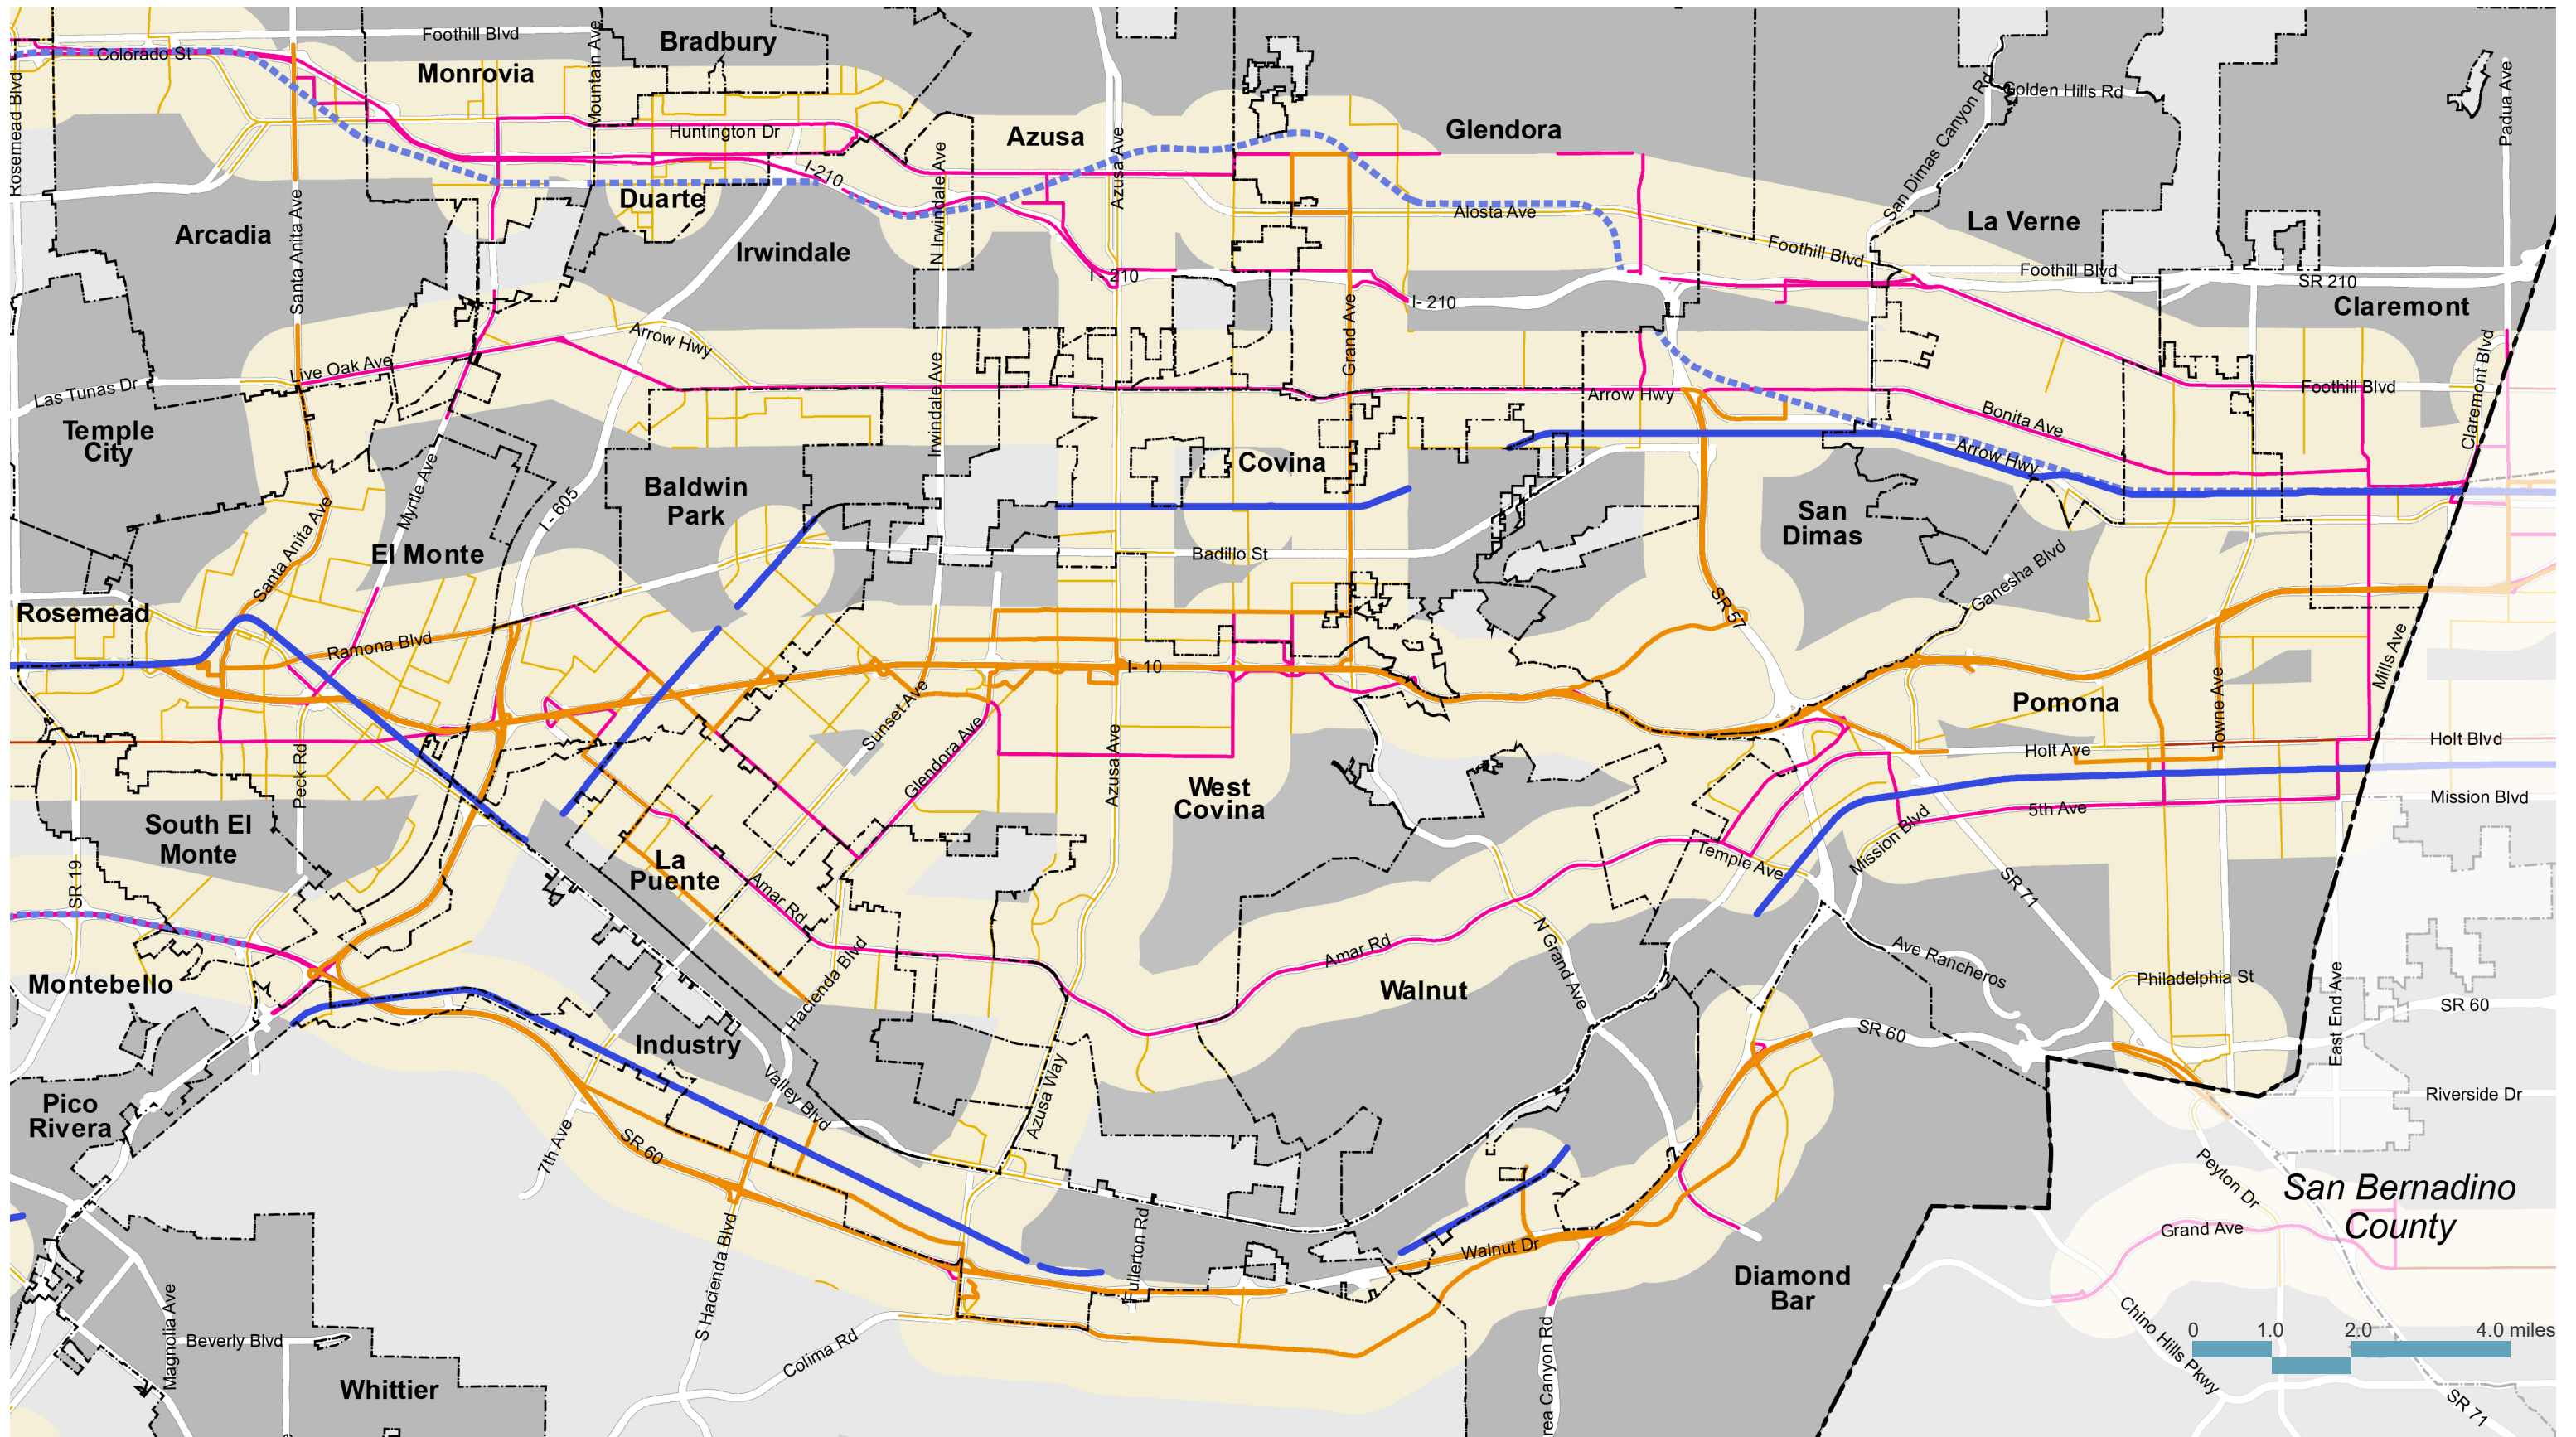 Foothill Blvd
Bradbury
Colorado St
Monrovia
Mountain Ave
Rosemead Blvd
Huntington Dr
Azusa
Glendora
San Dimas Canyon Rd
Golden Hills Rd
Padua Ave
I-210
Duarte
Arcadia
Santa Anita Ave
Irwindale
N Irwindale Ave
Azusa Ave
Alosta Ave
La Verne
Foothill Blvd
Foothill Blvd
SR 210
I - 210
I- 210
Claremont
Arrow Hwy
Live Oak Ave
Las Tunas Dr
Grand Ave
Irwindale Ave
Claremont Blvd
Foothill Blvd
Arrow Hwy
Bonita Ave
Temple
City
Arrow Hwy
Covina
Baldwin
Park
Myrtle Ave
I - 605
San
Dimas
Santa Anita Ave
El Monte
Badillo St
Ganesha Blvd
Rosemead
Ramona Blvd
SR 57
I- 10
Mills Ave
Sunset Ave
Glendora Ave
Azusa Ave
Pomona
Towne Ave
Holt Ave
Holt Blvd
Peck Rd
West
Covina
Mission Blvd
5th Ave
Mission Blvd
South El
Monte
SR 19
La
Puente
Amar Rd
Temple Ave
SR 71
Amar Rd
N Grand Ave
Ave Rancheros
Hacienda Blvd
Montebello
Walnut
Philadelphia St
SR 60
SR 60
East End Ave
Industry
Valley Blvd
Azusa Way
Riverside Dr
Pico
Rivera
7th Ave
SR 60
Peyton Dr
San Bernadino
County
Grand Ave
S Hacienda Blvd
Fullerton Rd
Walnut Dr
Diamond
Bar
Magnolia Ave
Beverly Blvd
Colima Rd
rea Canyon Rd
Chino Hills Pkwy
0 1.0 2.0 4.0 miles
Whittier
SR 71